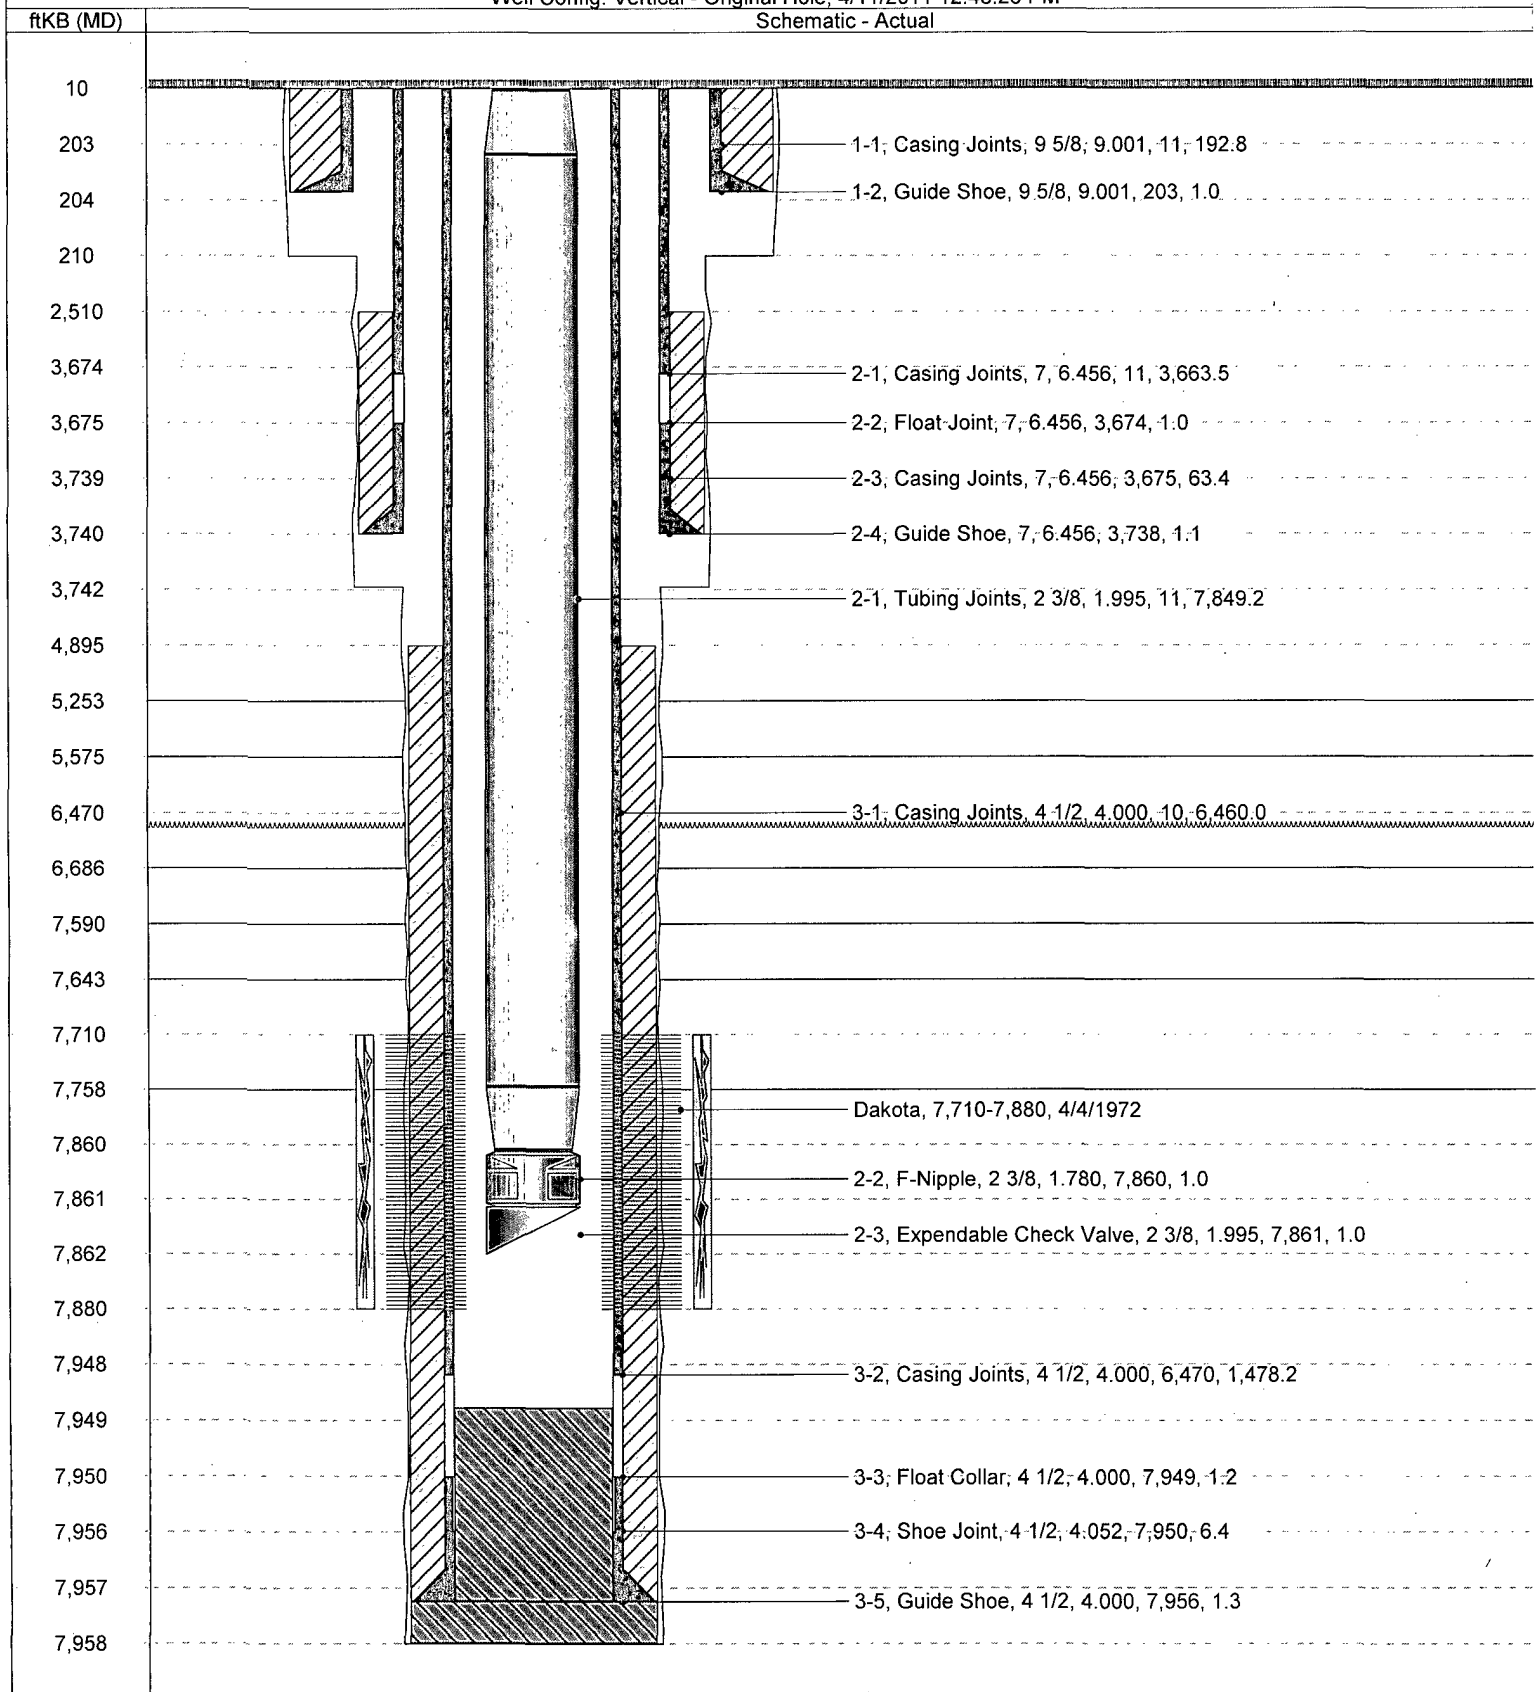 ftKB (MD)
Schematic - Actual
10
203
1-1, Casing Joints, 9 5/8, 9.001, 11, 192.8
1-2, Guide Shoe, 9 5/8, 9.001, 203, 1.0
204
210
2,510
3,674
2-1, Casing Joints, 7, 6.456, 11, 3,663.5
3,675
2-2, Float Joint, 7, 6.456, 3,674, 1.0
3,739
2-3, Casing Joints, 7, 6.456, 3,675, 63.4
3,740
2-4, Guide Shoe, 7, 6.456, 3,738, 1.1
3,742
2-1, Tubing Joints, 2 3/8, 1.995, 11, 7,849.2
4,895
5,253
5,575
6,470
3-1, Casing Joints, 4 1/2, 4.000, 10, 6,460.0
6,686
7,590
7,643
7,710
7,758
Dakota, 7,710-7,880, 4/4/1972
7,860
2-2, F-Nipple, 2 3/8, 1.780, 7,860, 1.0
7,861
2-3, Expendable Check Valve, 2 3/8, 1.995, 7,861, 1.0
7,862
7,880
7,948
3-2, Casing Joints, 4 1/2, 4.000, 6,470, 1,478.2
7,949
7,950
3-3, Float Collar, 4 1/2, 4.000, 7,949, 1.2
7,956
3-4, Shoe Joint, 4 1/2, 4.052, 7,950, 6.4
7,957
3-5, Guide Shoe, 4 1/2, 4.000, 7,956, 1.3
7,958